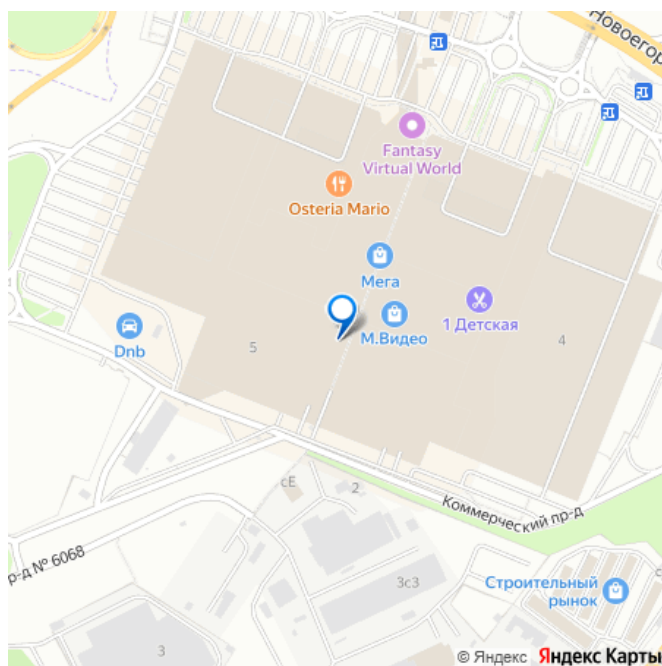 Новоегор
Fantasy
Virtual World
Osteria Mario
Мега
М.Видео
1 Детская
Dnb
5
4
сЕ
2
Коммерческий пр-д
р-д № 6068
3с3
Строительный
рынок
с
3
© Яндекс Яндекс Карты